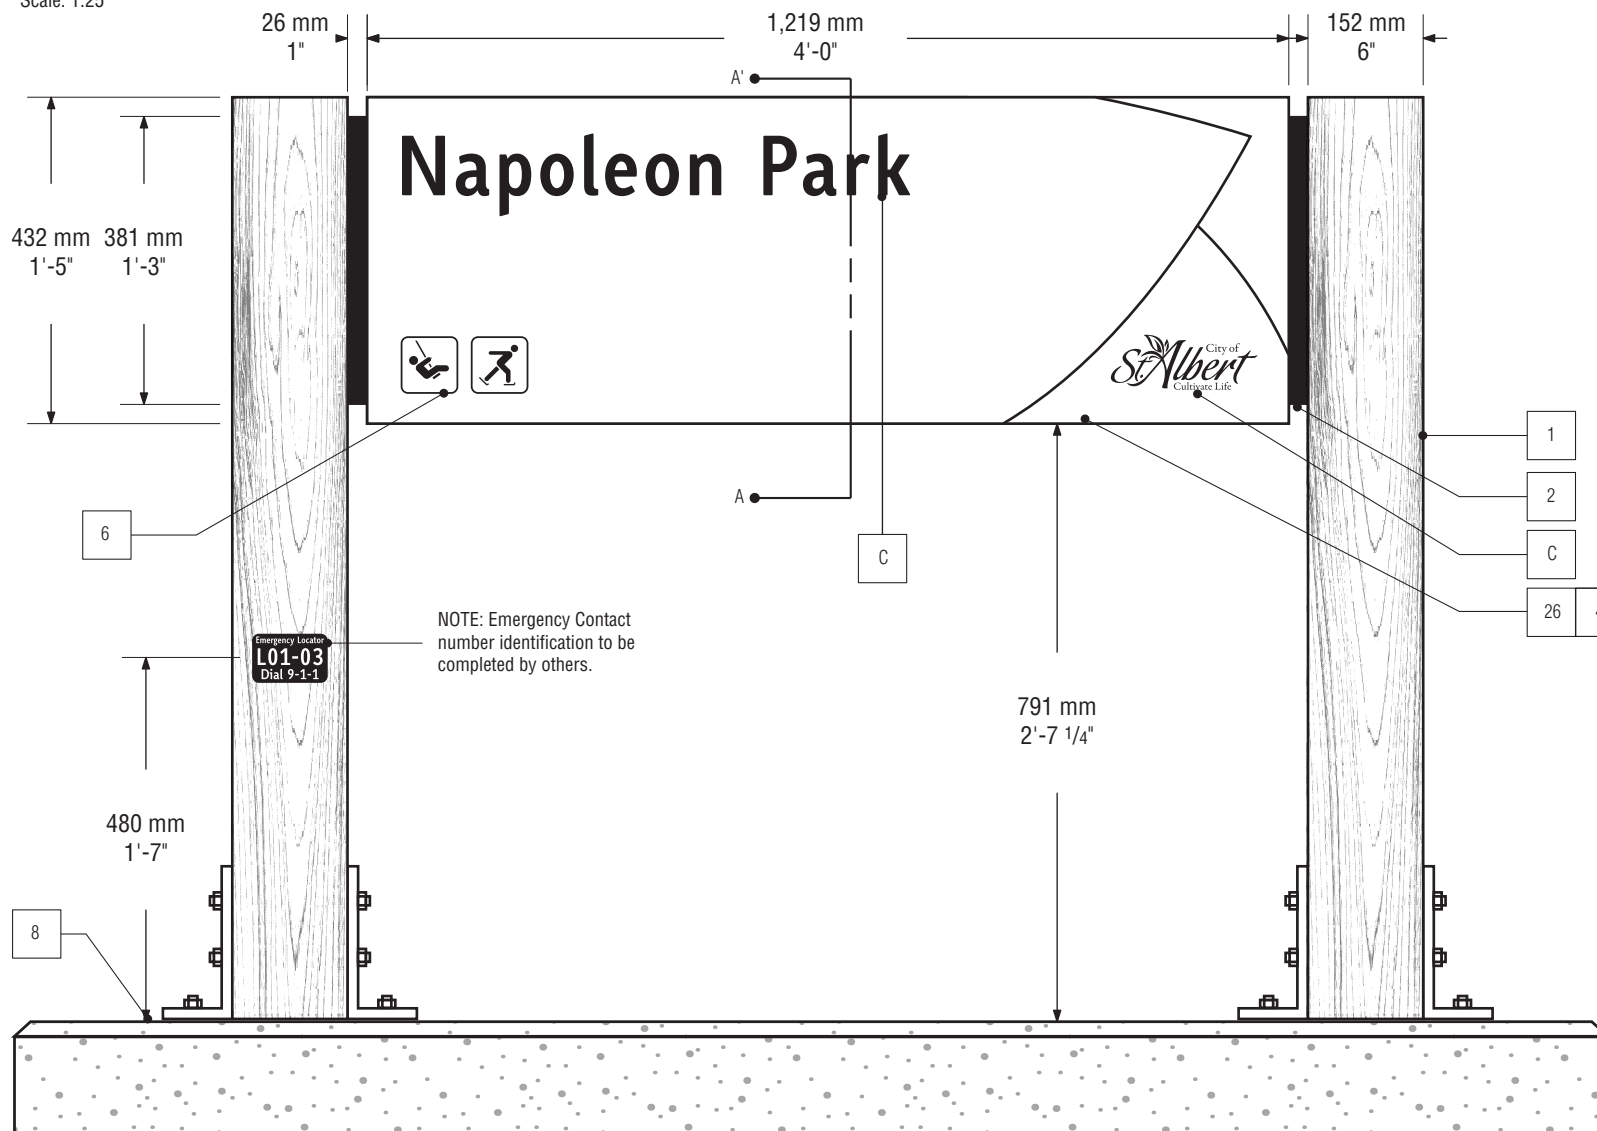 Scale: 1:25
26 mm
1"
1,219 mm
4'-0"
152 mm
6"
A'
Napoleon Park
432 mm
1'-5"
381 mm
1'-3"
City of
St. Albert
Cultivate Life
1
2
A
6
C
C
26
NOTE: Emergency Contact
number identification to be
completed by others.
Emergency Locator
L01-03
Dial 9-1-1
791 mm
2'-7 1/4"
480 mm
1'-7"
8